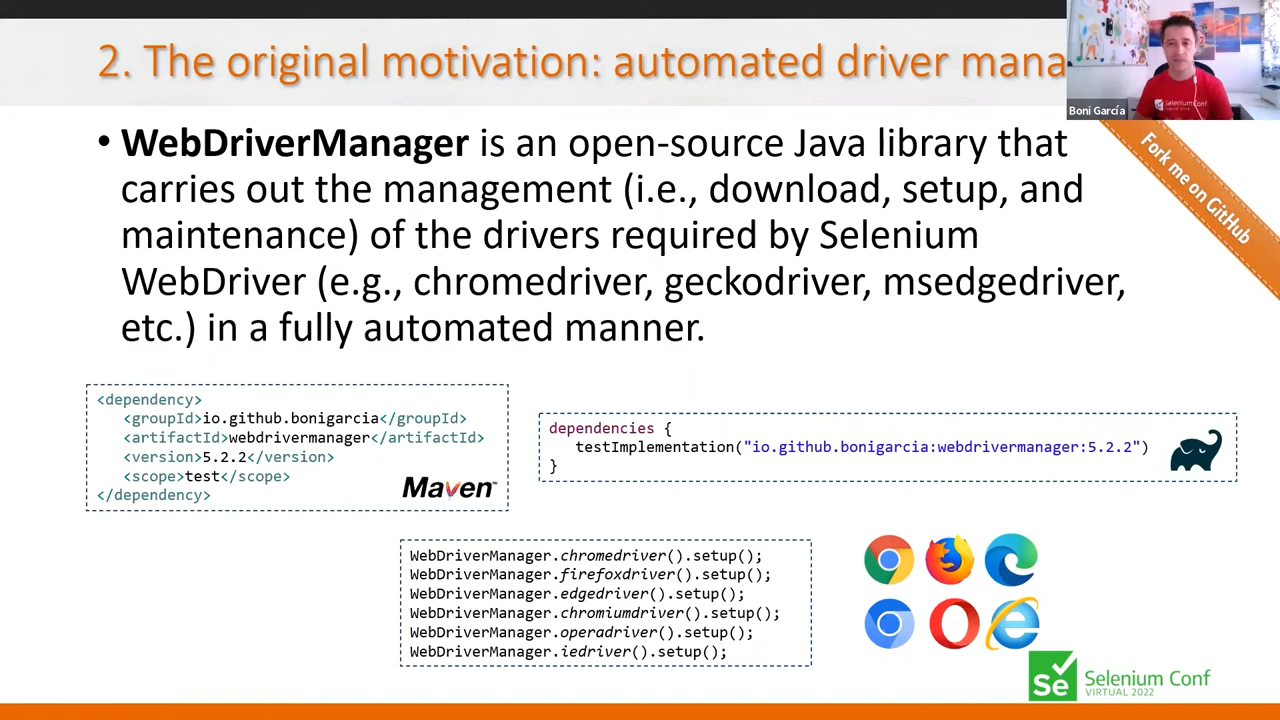 2. The original motivation: automated driver mana
Boni García
SeleniumConf
Fork me on GitHub
• WebDriverManager is an open-source Java library that
carries out the management (i.e., download, setup, and
maintenance) of the drivers required by Selenium
WebDriver (e.g., chromedriver, geckodriver, msedgedriver,
etc.) in a fully automated manner.
<dependency>
<groupId>io.github.bonigarcia</groupId>
<artifactId>webdrivermanager</artifactId>
<version>5.2.2</version>
<scope>test</scope>
</dependency>
Maven™
dependencies {
testImplementation("io.github.bonigarcia:webdrivermanager:5.2.2")
}
WebDriverManager.chromedriver().setup();
WebDriverManager.firefoxdriver().setup();
WebDriverManager.edgedriver().setup();
WebDriverManager.chromiumdriver().setup();
WebDriverManager.operadriver().setup();
WebDriverManager.iedriver().setup();
Se
Selenium Conf
VIRTUAL 2022